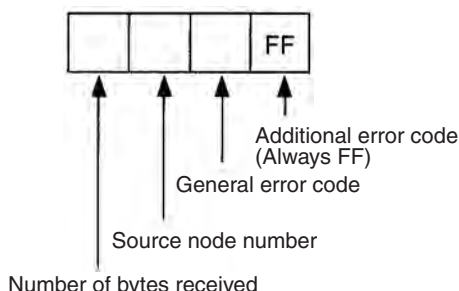 FF
Additional error code
(Always FF)
General error code
Source node number
Number of bytes received